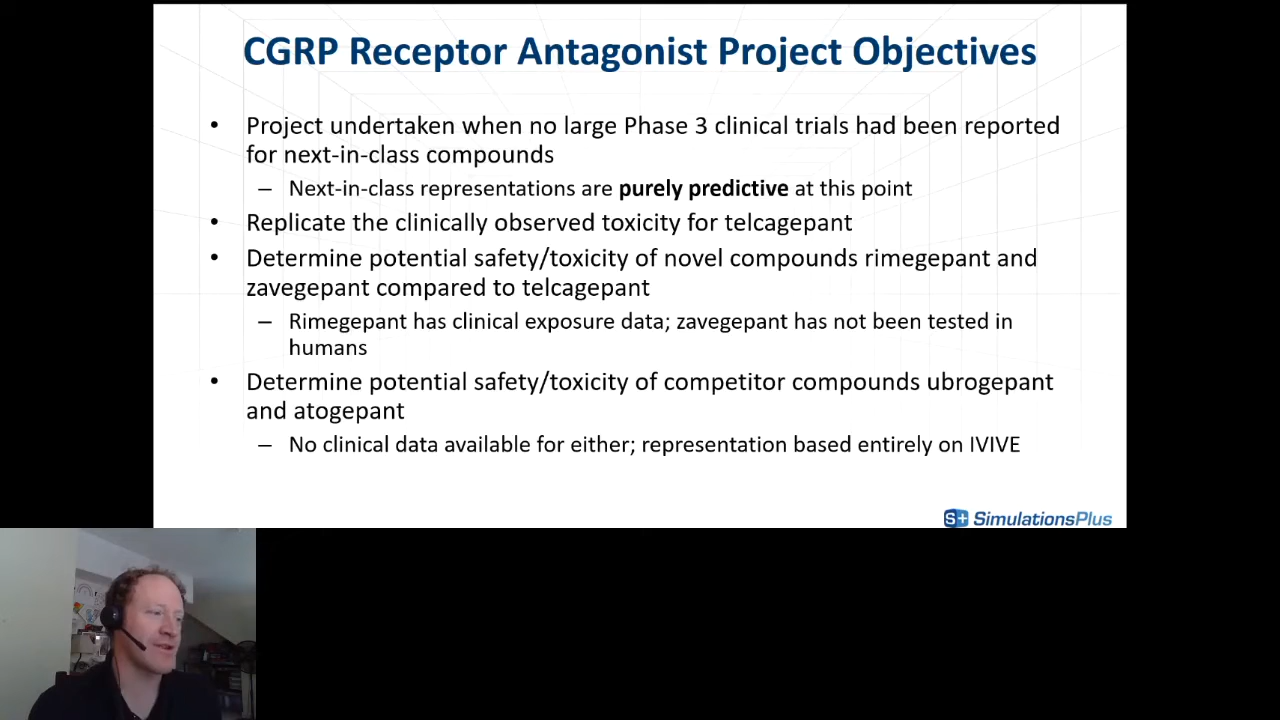 CGRP Receptor Antagonist Project Objectives
• Project undertaken when no large Phase 3 clinical trials had been reported
for next-in-class compounds
– Next-in-class representations are purely predictive at this point
• Replicate the clinically observed toxicity for telcagepant
• Determine potential safety/toxicity of novel compounds rimegepant and
zavegepant compared to telcagepant
– Rimegepant has clinical exposure data; zavegepant has not been tested in
humans
• Determine potential safety/toxicity of competitor compounds ubrogepant
and atogepant
– No clinical data available for either; representation based entirely on IVIVE
S+ SimulationsPlus